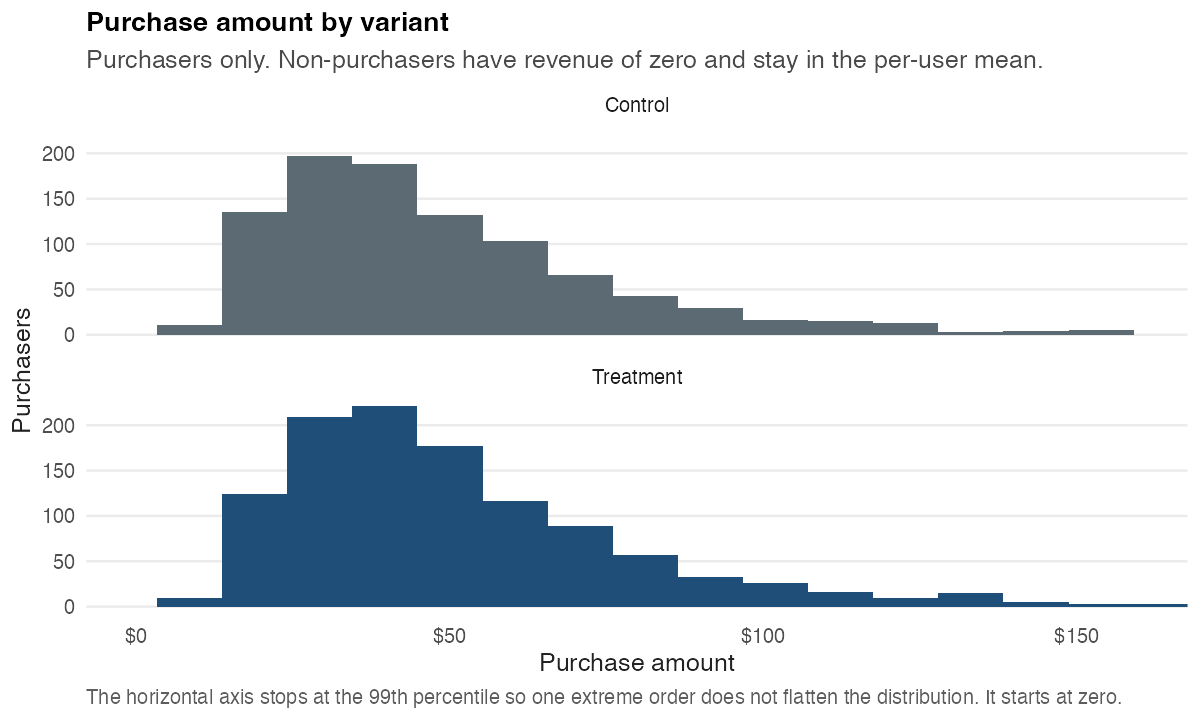 Purchase amount by variant
Purchasers only. Non-purchasers have revenue of zero and stay in the per-user mean.
Control
200
150
100
50
0
Purchasers
Treatment
200
150
100
50
0
$0 $50 $100 $150
Purchase amount
The horizontal axis stops at the 99th percentile so one extreme order does not flatten the distribution. It starts at zero.